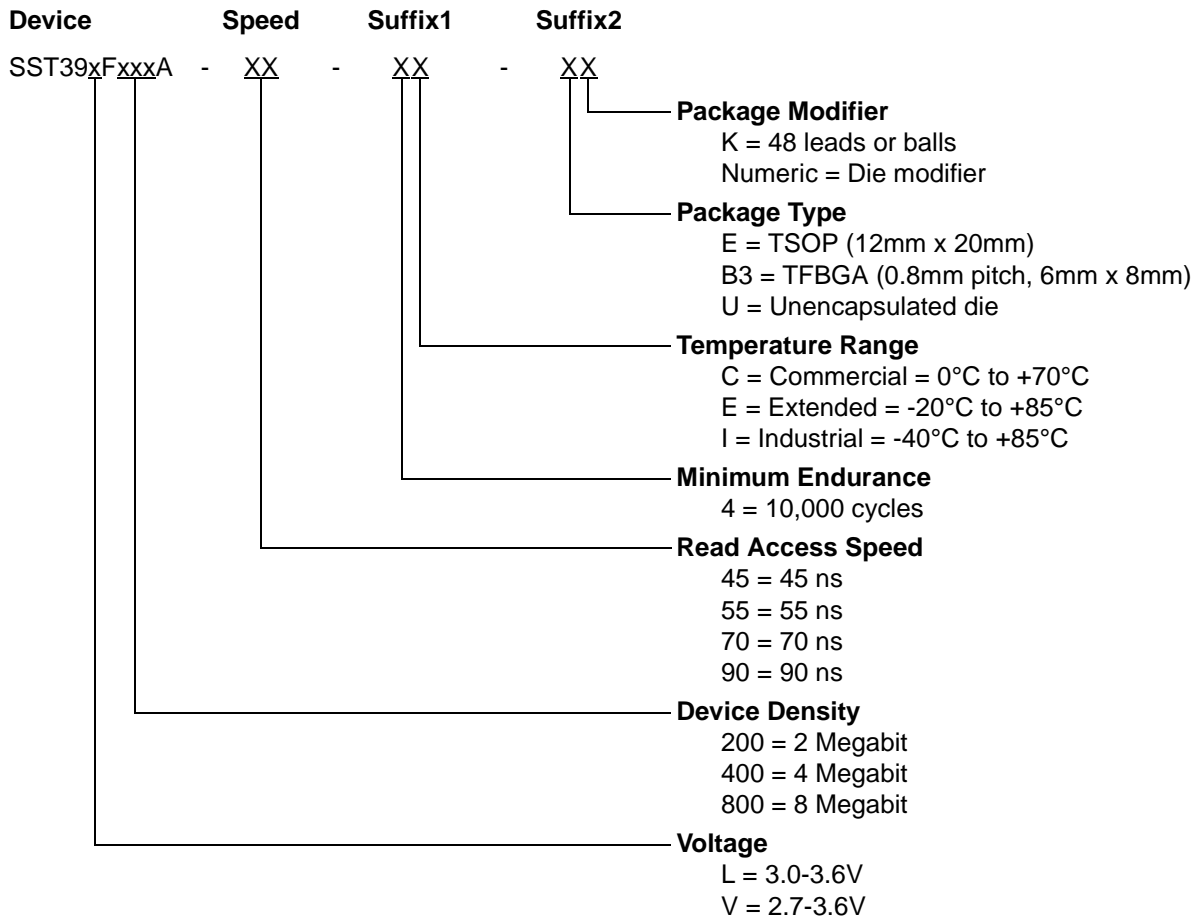 Device Speed Suffix1 Suffix2
SST39xFxxxA - XX - XX - XX
Package Modifier
K = 48 leads or balls
Numeric = Die modifier
Package Type
E = TSOP (12mm x 20mm)
B3 = TFBGA (0.8mm pitch, 6mm x 8mm)
U = Unencapsulated die
Temperature Range
C = Commercial = 0°C to +70°C
E = Extended = -20°C to +85°C
I = Industrial = -40°C to +85°C
Minimum Endurance
4 = 10,000 cycles
Read Access Speed
45 = 45 ns
55 = 55 ns
70 = 70 ns
90 = 90 ns
Device Density
200 = 2 Megabit
400 = 4 Megabit
800 = 8 Megabit
Voltage
L = 3.0-3.6V
V = 2.7-3.6V